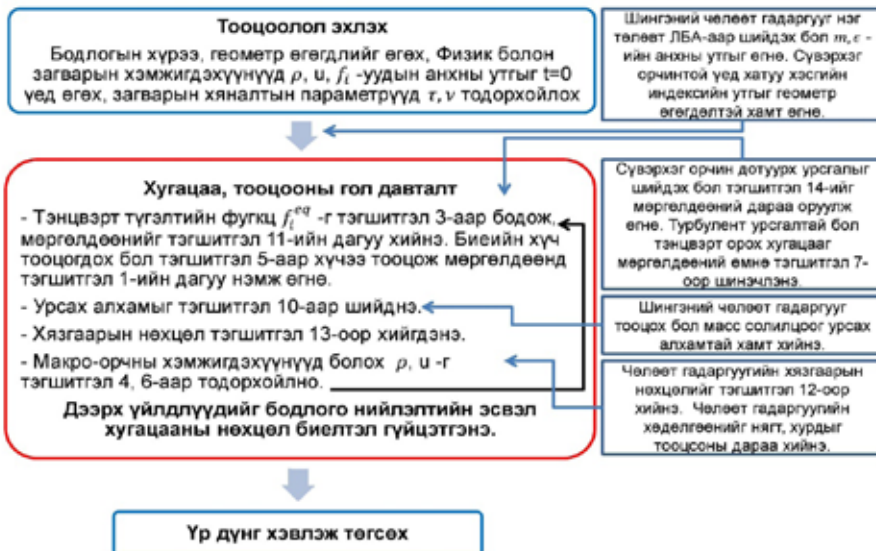 Тооцоолол эхлэх
Бодлогын хүрээ, геометр өгөгдлийг өгөх, Физик болон
загварын хэмжигдэхүүнүүд ρ, u, f_i -уудын анхны утгыг t=0
үед өгөх, загварын хяналтын параметрүүд τ, ν тодорхойлох
Шингэний чөлөөт гадаргууг нэг
төлөвт ЛБА-аар шийдэх бол m, ε -
ийн анхны утгыг өгнө. Сүвэрхэг
орчинтой үед хатуу хэсгийн
индексийн утгыг геометр
өгөгдөлтэй хамт өгнө.
Хугацаа, тооцооны гол давталт
- Тэнцвэрт түгэлтийн фугкц f_i^eq -г тэгшитгэл 3-аар бодож,
мөргөлдөөнийг тэгшитгэл 11-ийн дагуу хийнэ. Биеийн хүч
тооцогдох бол тэгшитгэл 5-аар хүчээ тооцож мөргөлдөөнд
тэгшитгэл 1-ийн дагуу нэмж өгнө.
- Урсах алхамыг тэгшитгэл 10-аар шийднэ.
- Хязгаарын нөхцөл тэгшитгэл 13-оор хийгдэнэ.
- Макро-орчны хэмжигдэхүүнүүд болох ρ, u -г
тэгшитгэл 4, 6-аар тодорхойлно.
Дээрх үйлдлүүдийг бодлого нийлэлтийн эсвэл
хугацааны нөхцөл биелтэл гүйцэтгэнэ.
Сүвэрхэг орчин дотуурх урсгалыг
шийдэх бол тэгшитгэл 14-ийг
мөргөлдөөний дараа оруулж
өгнө. Турбулент урсгалтай бол
тэнцвэрт орох хугацааг
мөргөлдөөний өмнө тэгшитгэл 7-
оор шинэчлэнэ.
Шингэний чөлөөт гадаргууг
тооцох бол масс солилцоог урсах
алхамтай хамт хийнэ.
Чөлөөт гадаргуугийн хязгаарын
нөхцөлийг тэгшитгэл 12-оор
хийнэ. Чөлөөт гадаргуугийн
хөдөлгөөнийг нягт, хурдыг
тооцсоны дараа хийнэ.
Үр дүнг хэвлэж төгсөх